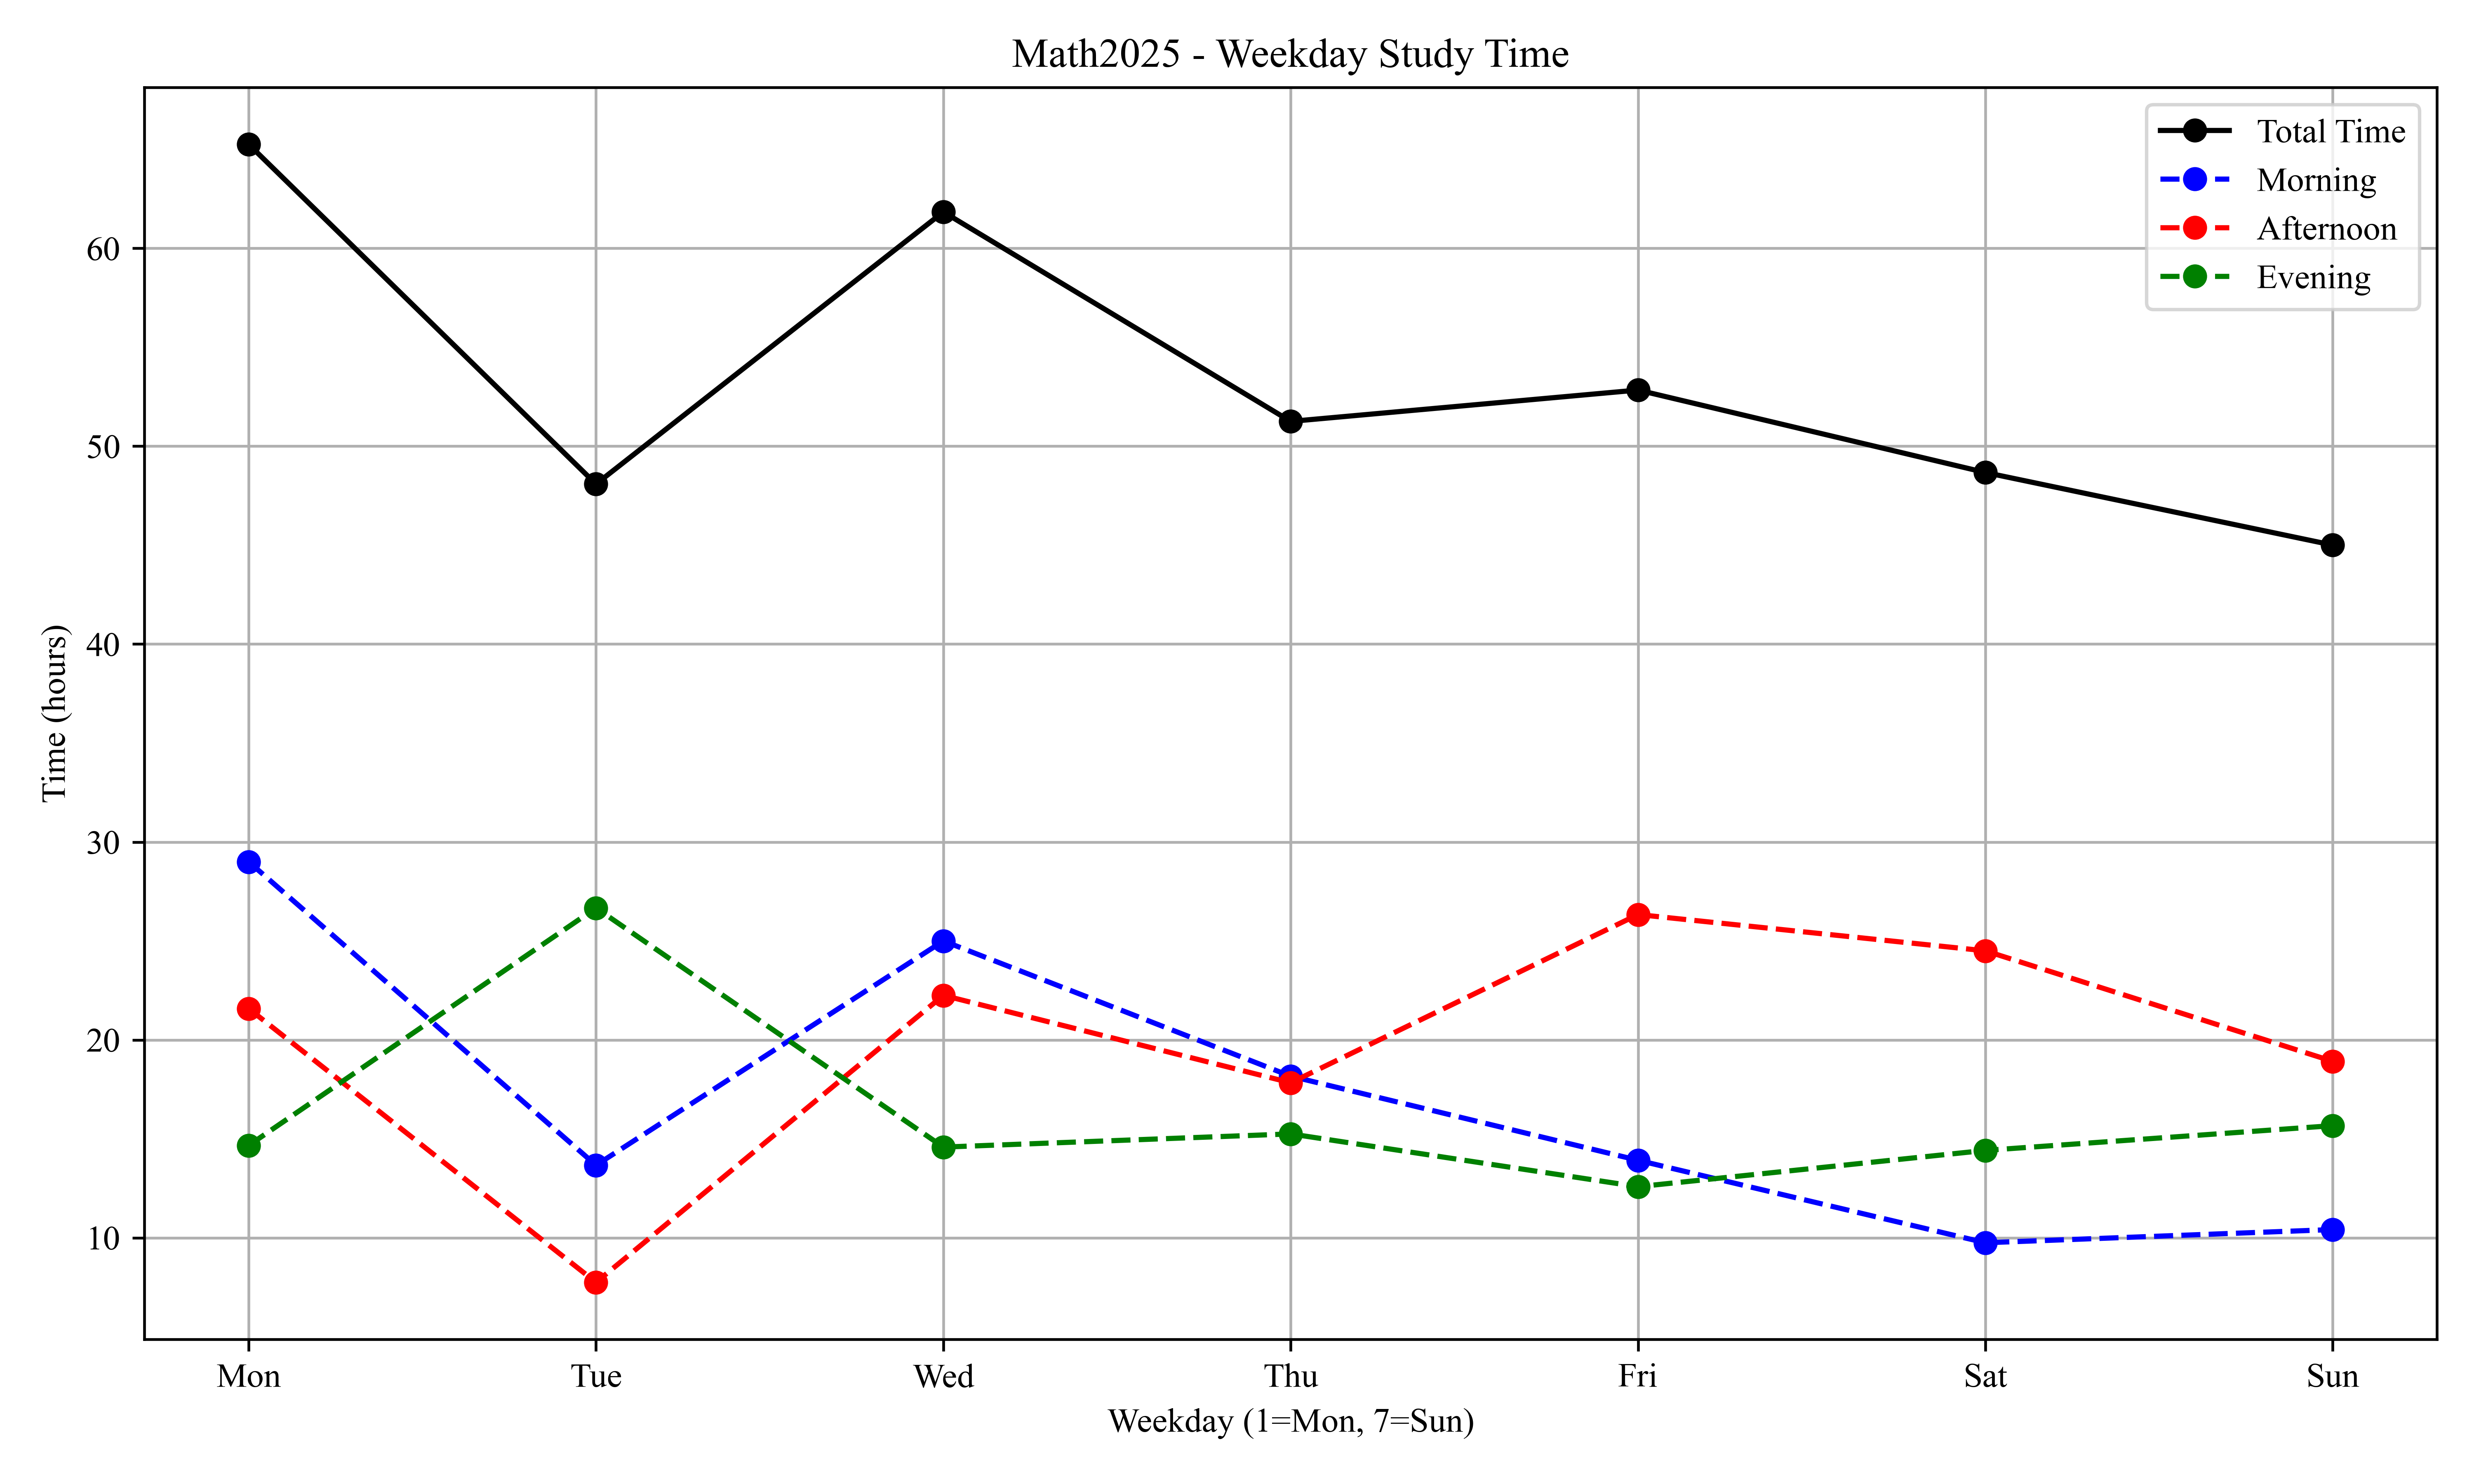 Math2025 - Weekday Study Time
Total Time
Morning
Afternoon
Evening
60
50
40
30
20
10
Time (hours)
Mon Tue Wed Thu Fri Sat Sun
Weekday (1=Mon, 7=Sun)